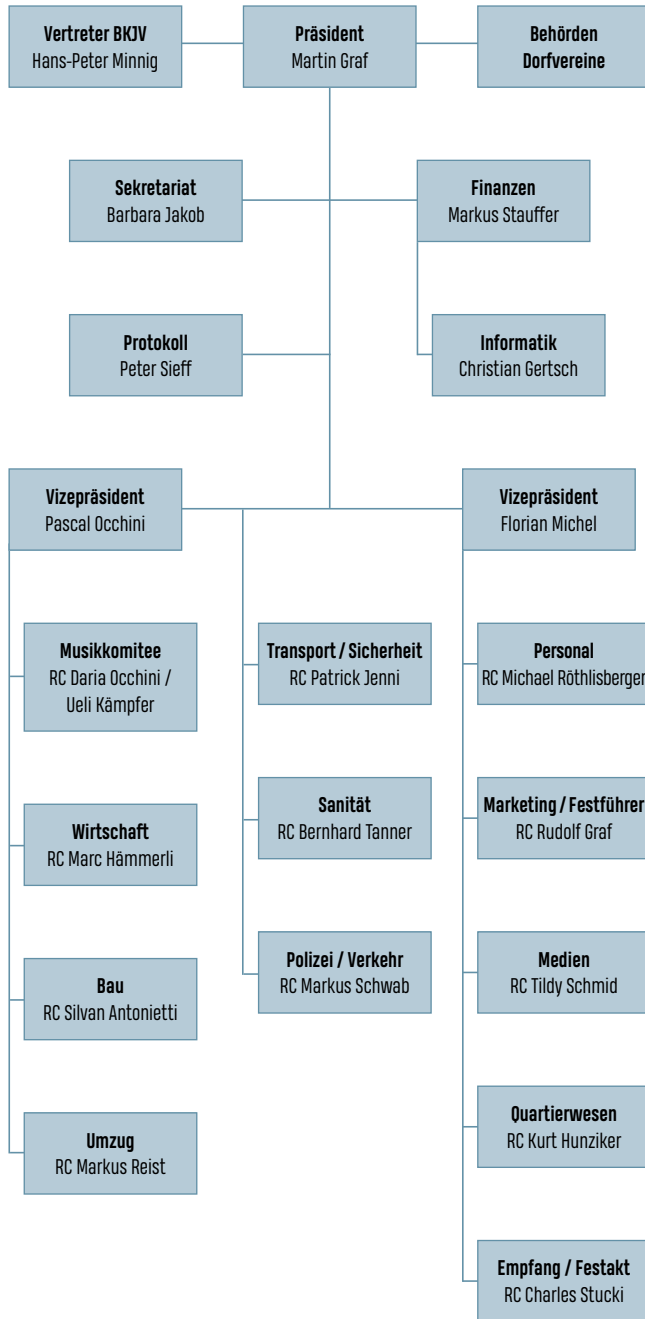 Vertreter BKJV
Hans-Peter Minnig
Präsident
Martin Graf
Behörden
Dorfvereine
Sekretariat
Barbara Jakob
Finanzen
Markus Stauffer
Protokoll
Peter Sieff
Informatik
Christian Gertsch
Vizepräsident
Pascal Occhini
Vizepräsident
Florian Michel
Musikkomitee
RC Daria Occhini /
Ueli Kämpfer
Transport / Sicherheit
RC Patrick Jenni
Personal
RC Michael Röthlisberger
Wirtschaft
RC Marc Hämmerli
Sanität
RC Bernhard Tanner
Marketing / Festführer
RC Rudolf Graf
Bau
RC Silvan Antonietti
Polizei / Verkehr
RC Markus Schwab
Medien
RC Tildy Schmid
Umzug
RC Markus Reist
Quartierwesen
RC Kurt Hunziker
Empfang / Festakt
RC Charles Stucki